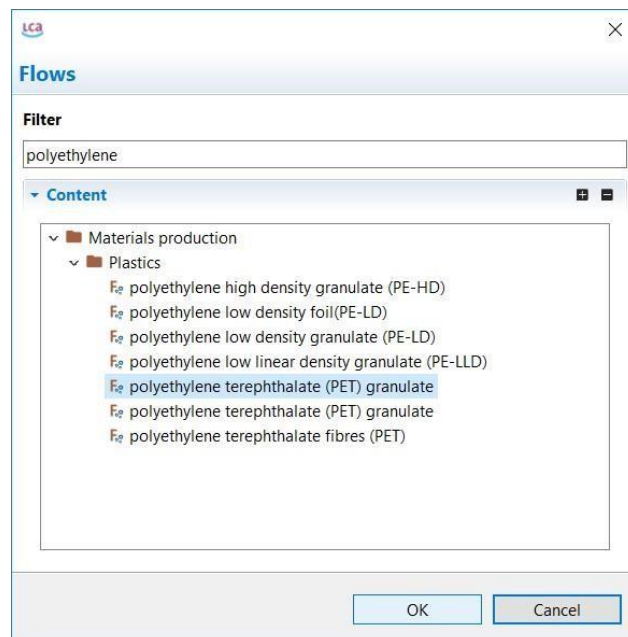 LCA
Flows
Filter
polyethylene
Content
Materials production
Plastics
polyethylene high density granulate (PE-HD)
polyethylene low density foil(PE-LD)
polyethylene low density granulate (PE-LD)
polyethylene low linear density granulate (PE-LLD)
polyethylene terephthalate (PET) granulate
polyethylene terephthalate (PET) granulate
polyethylene terephthalate fibres (PET)
OK Cancel